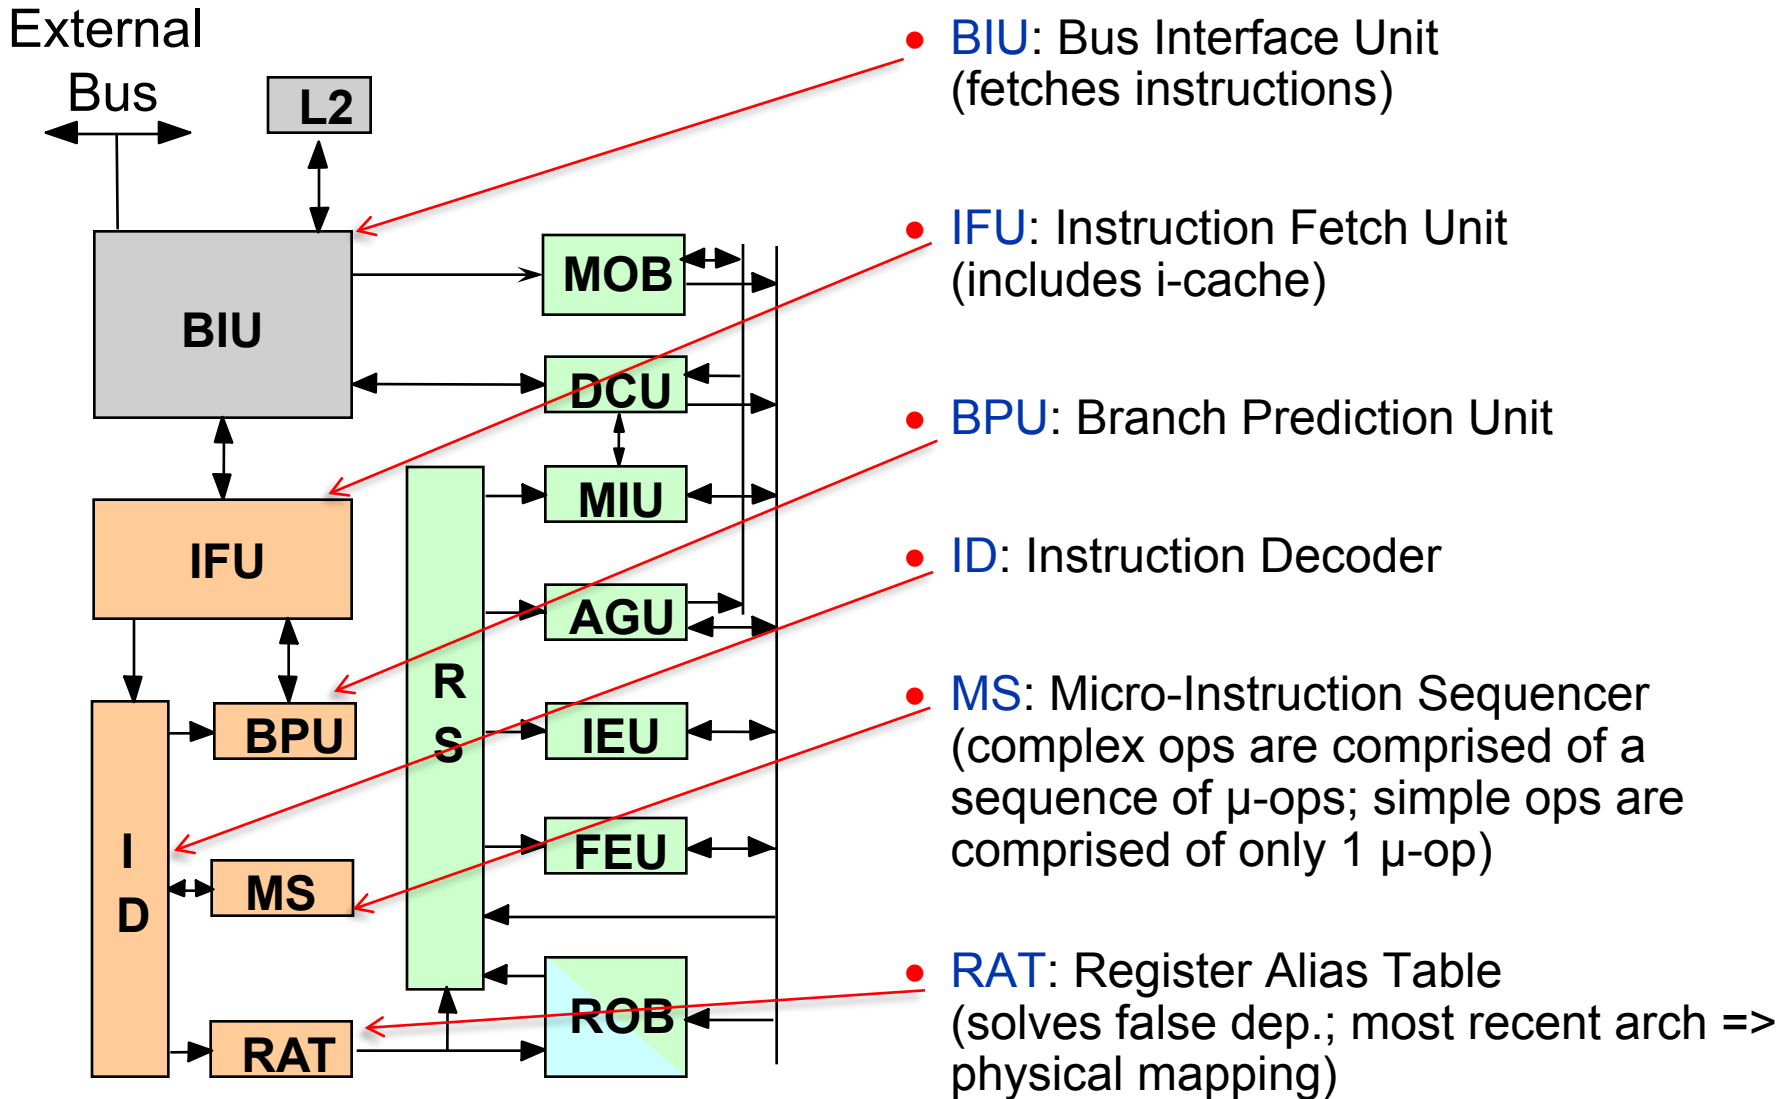 External
Bus
L2
BIU
MOB
DCU
MIU
IFU
AGU
R
S
BPU
IEU
FEU
I
D
MS
ROB
RAT
• BIU: Bus Interface Unit
(fetches instructions)
• IFU: Instruction Fetch Unit
(includes i-cache)
• BPU: Branch Prediction Unit
• ID: Instruction Decoder
• MS: Micro-Instruction Sequencer
(complex ops are comprised of a
sequence of µ-ops; simple ops are
comprised of only 1 µ-op)
• RAT: Register Alias Table
(solves false dep.; most recent arch =>
physical mapping)